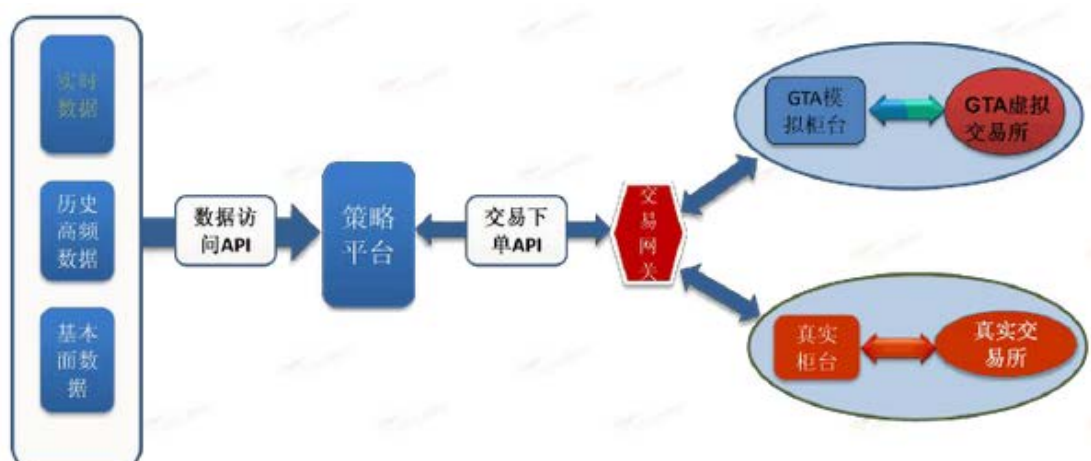 实时
数据
历史
高频
数据
基本
面数
据
数据访
问API
策略
平台
交易下
单API
交
易
网
关
GTA模
拟柜台
GTA虚拟
交易所
真实
柜台
真实交
易所